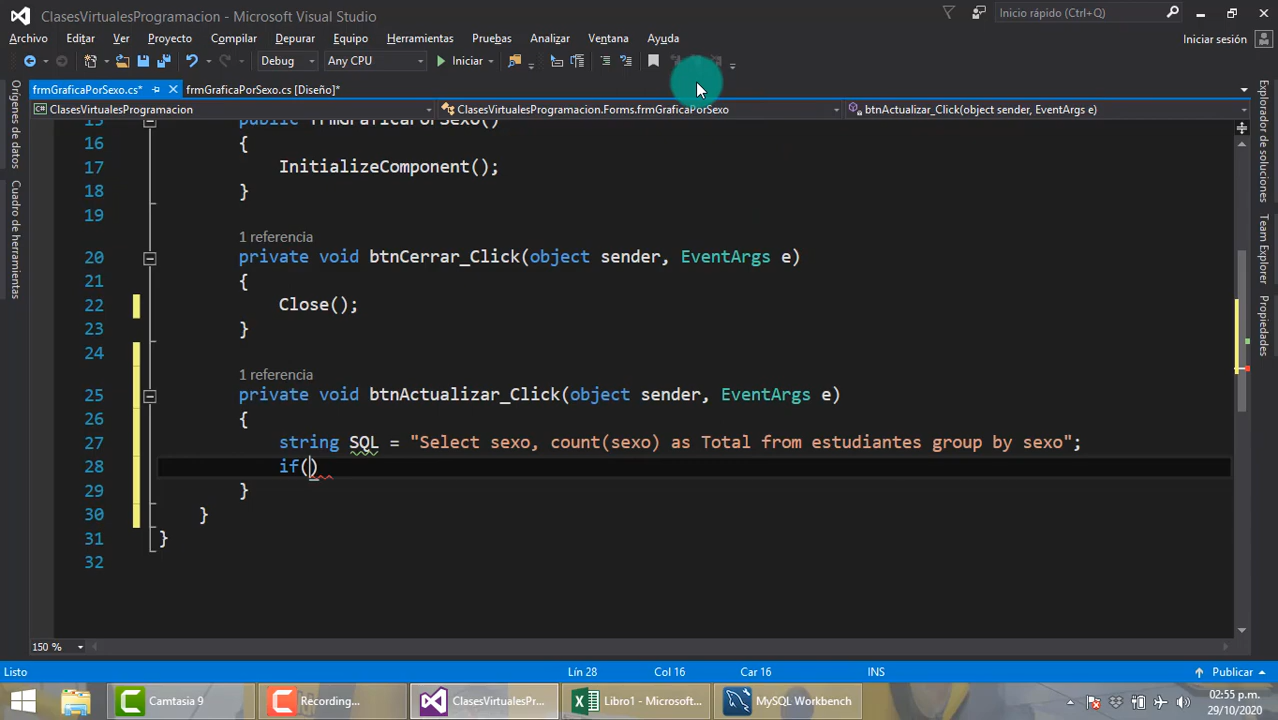 ClasesVirtualesProgramacion - Microsoft Visual Studio
Inicio rápido (Ctrl+Q)
Archivo Editar Ver Proyecto Compilar Depurar Equipo Herramientas Pruebas Analizar Ventana Ayuda
Iniciar sesión
Debug Any CPU Iniciar
frmGraficaPorSexo.cs* frmGraficaPorSexo.cs [Diseño]*
ClasesVirtualesProgramacion ClasesVirtualesProgramacion.Forms.frmGraficaPorSexo btnActualizar_Click(object sender, EventArgs e)
Orígenes de datos
Cuadro de herramientas
Explorador de soluciones
Team Explorer
Propiedades
15 public frmGraficaPorSexo()
16 {
17 InitializeComponent();
18 }
19
1 referencia
20 private void btnCerrar_Click(object sender, EventArgs e)
21 {
22 Close();
23 }
24
1 referencia
25 private void btnActualizar_Click(object sender, EventArgs e)
26 {
27 string SQL = "Select sexo, count(sexo) as Total from estudiantes group by sexo";
28 if()
29 }
30 }
31 }
32
150 %
Listo Lín 28 Col 16 Car 16 INS Publicar
Camtasia 9 Recording... ClasesVirtualesPr... Libro1 - Microsoft... MySQL Workbench
02:55 p.m.
29/10/2020